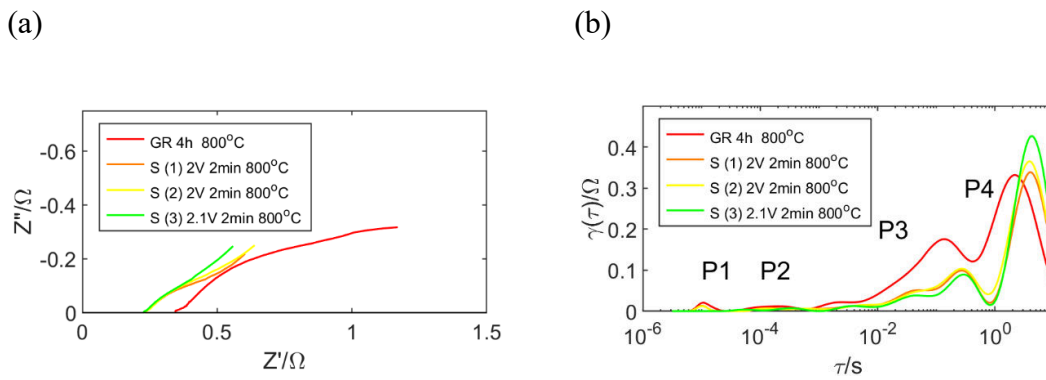 (a)
(b)
-0.6
-0.4
-0.2
0
0
0.5
1
1.5
Z''/Ω
Z'/Ω
GR 4h 800°C
S (1) 2V 2min 800°C
S (2) 2V 2min 800°C
S (3) 2.1V 2min 800°C
0.4
0.3
0.2
0.1
0
10⁻⁶
10⁻⁴
10⁻²
10⁰
γ(τ)/Ω
τ/s
GR 4h 800°C
S (1) 2V 2min 800°C
S (2) 2V 2min 800°C
S (3) 2.1V 2min 800°C
P1
P2
P3
P4